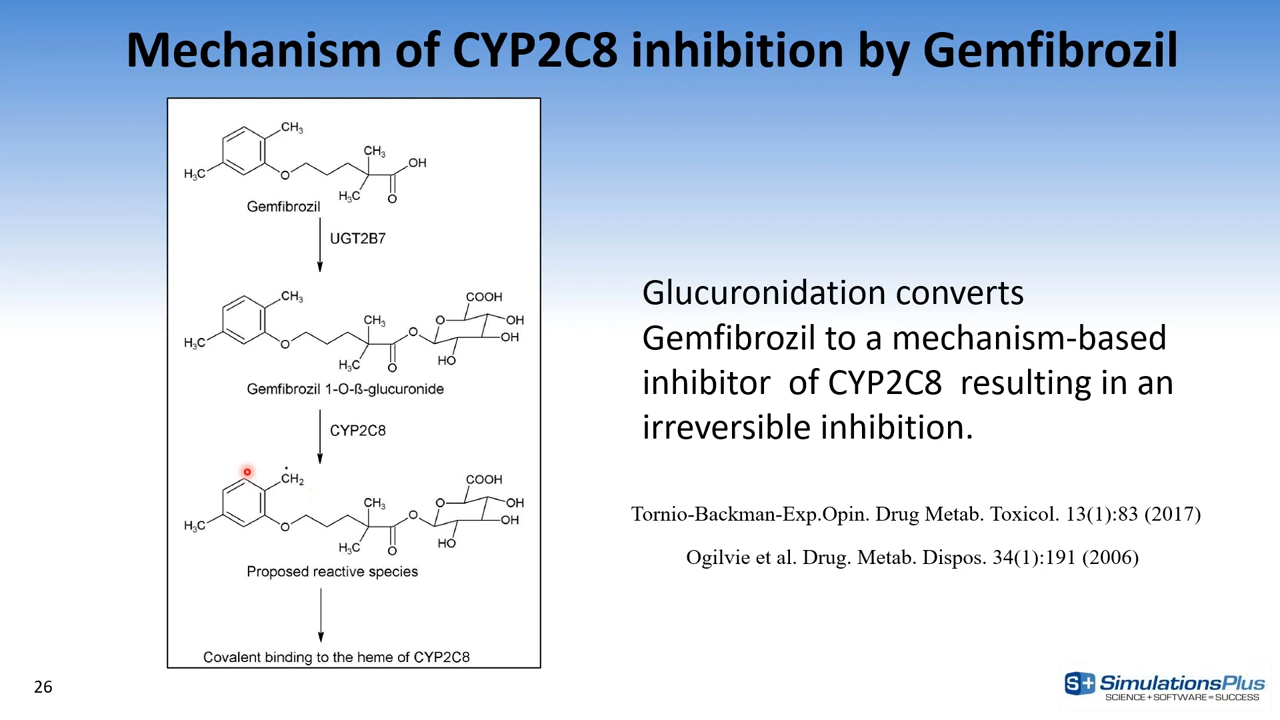 Mechanism of CYP2C8 inhibition by Gemfibrozil
CH3
CH3
OH
H3C
O
H3C
O
Gemfibrozil
UGT2B7
COOH
CH3
O
OH
CH3
O
OH
H3C
O
H3C
O
HO
Gemfibrozil 1-O-ß-glucuronide
CYP2C8
ĊH2
COOH
CH3
O
OH
O
OH
H3C
O
H3C
O
HO
Proposed reactive species
Covalent binding to the heme of CYP2C8
Glucuronidation converts
Gemfibrozil to a mechanism-based
inhibitor of CYP2C8 resulting in an
irreversible inhibition.
Tornio-Backman-Exp.Opin. Drug Metab. Toxicol. 13(1):83 (2017)
Ogilvie et al. Drug. Metab. Dispos. 34(1):191 (2006)
26
S+ SimulationsPlus
SCIENCE+SOFTWARE=SUCCESS